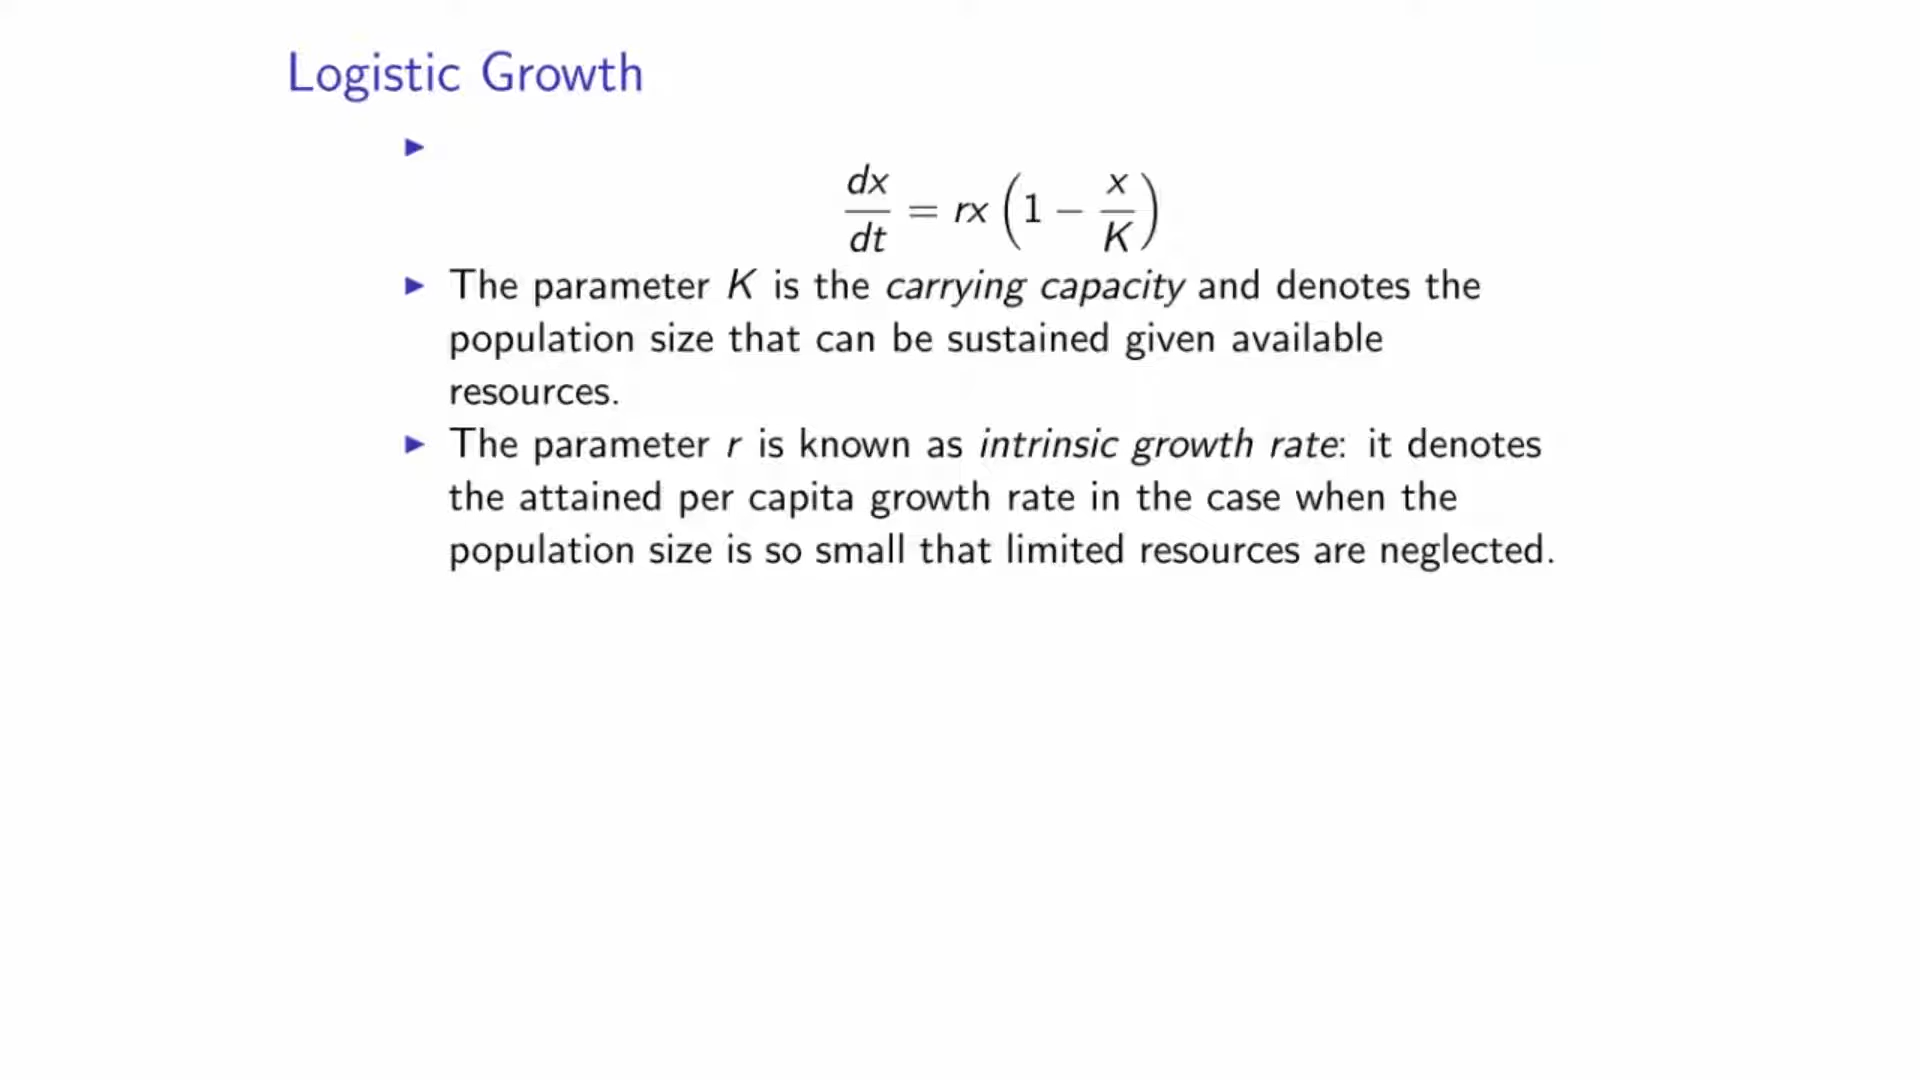 Logistic Growth
▶
dx/dt = rx (1 − x/K)
▶ The parameter K is the carrying capacity and denotes the
population size that can be sustained given available
resources.
▶ The parameter r is known as intrinsic growth rate: it denotes
the attained per capita growth rate in the case when the
population size is so small that limited resources are neglected.